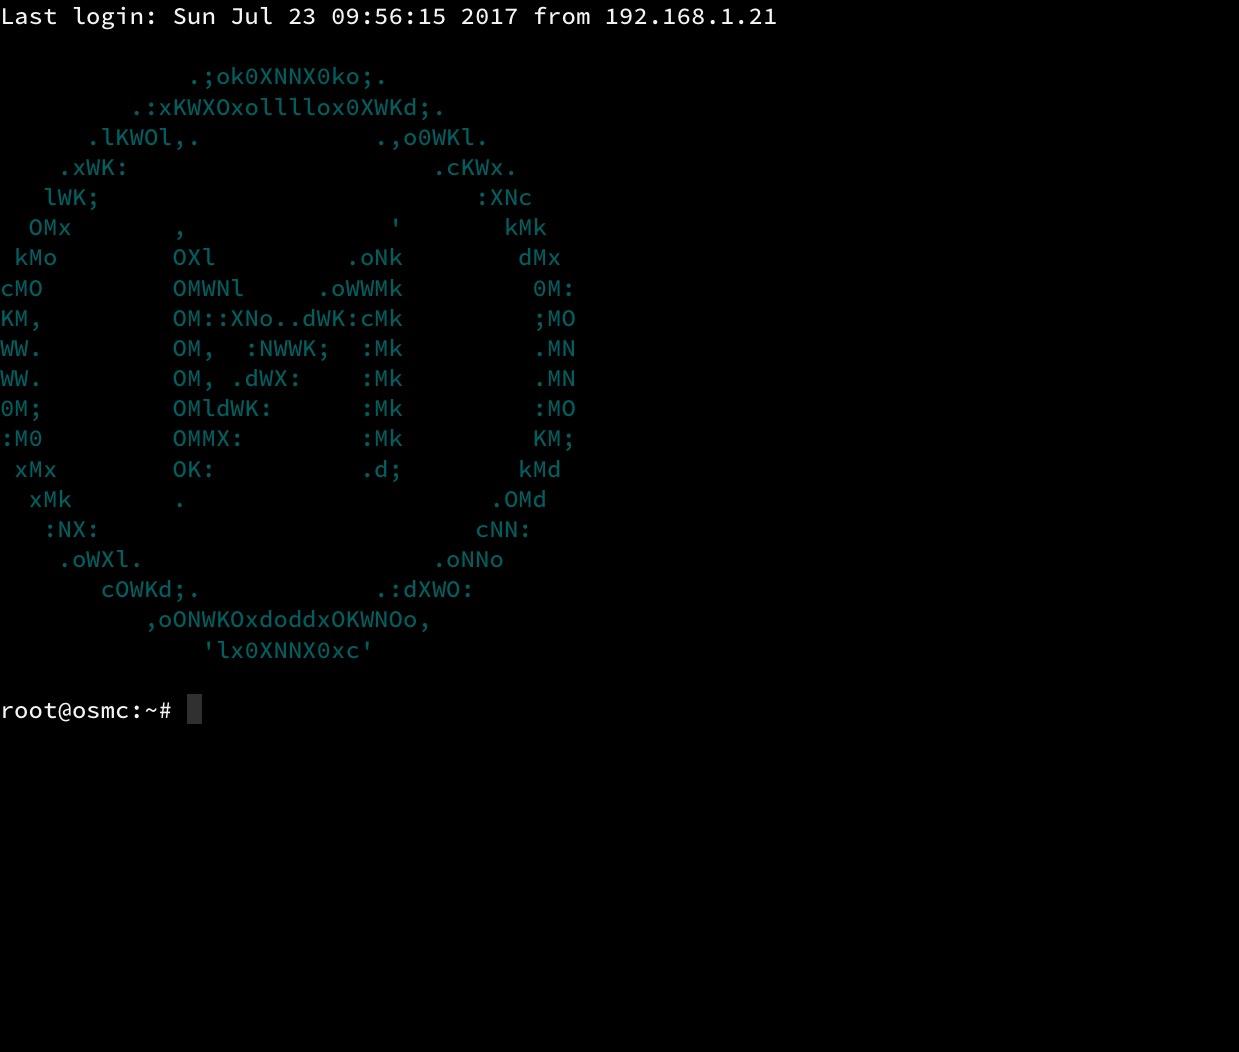 Last login: Sun Jul 23 09:56:15 2017 from 192.168.1.21

             .;ok0XNNX0ko;.
         .:xKWXOxolllox0XWKd;.
      .lKWOl,.            .,o0WKl.
    .xWK:                     .cKWx.
   lWK;                          :XNc
  OMx       ,              '       kMk
 kMo        OXl         .oNk        dMx
cMO         OMWNl     .oWWMk         0M:
KM,         OM::XNo..dWK:cMk         ;MO
WW.         OM,  :NWWK;  :Mk         .MN
WW.         OM, .dWX:    :Mk         .MN
0M;         OMldWK:      :Mk         :MO
:M0         OMMX:        :Mk         KM;
 xMx        OK:          .d;        kMd
  xMk       .                     .OMd
   :NX:                          cNN:
    .oWXl.                    .oNNo
       cOWKd;.            .:dXWO:
          ,oONWKOxdoddxOKWNOo,
              'lx0XNNX0xc'

root@osmc:~#